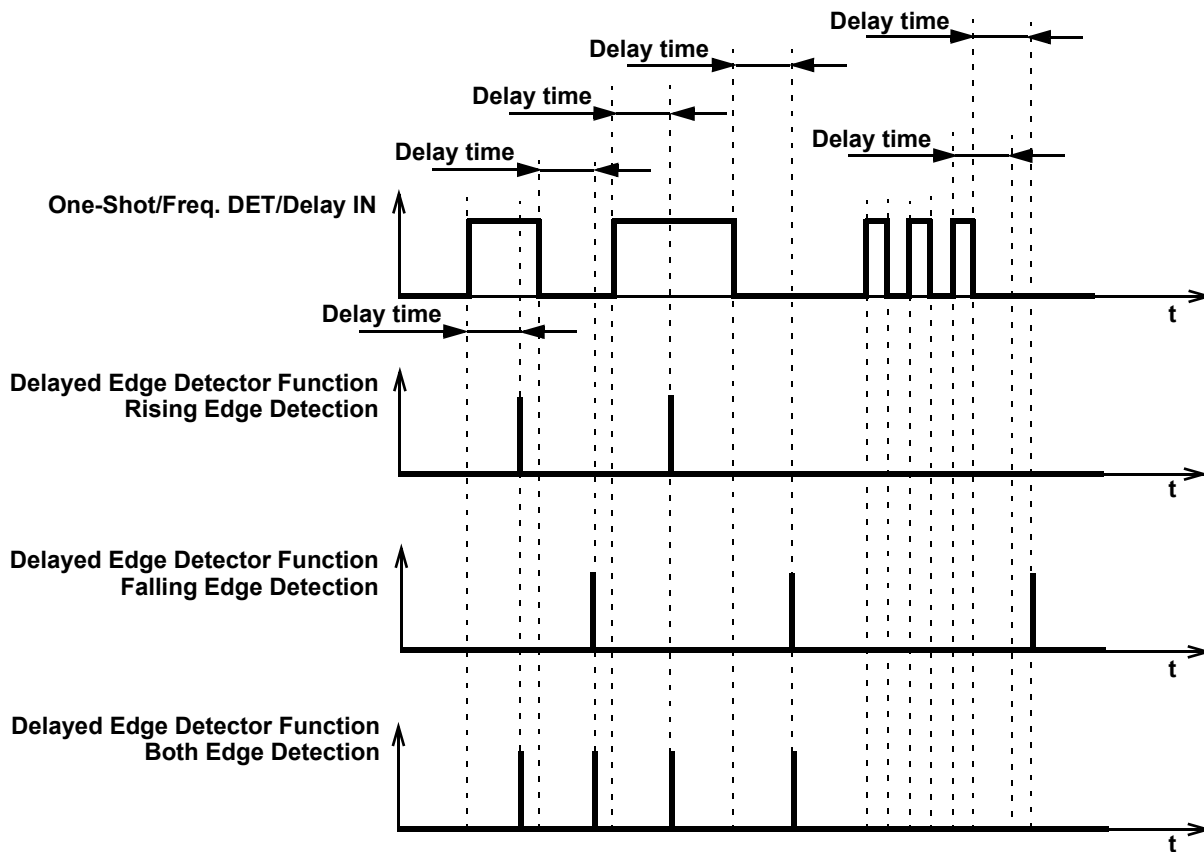 Delay time
Delay time
Delay time
Delay time
Delay time
One-Shot/Freq. DET/Delay IN
t
Delay time
Delayed Edge Detector Function
Rising Edge Detection
t
Delayed Edge Detector Function
Falling Edge Detection
t
Delayed Edge Detector Function
Both Edge Detection
t